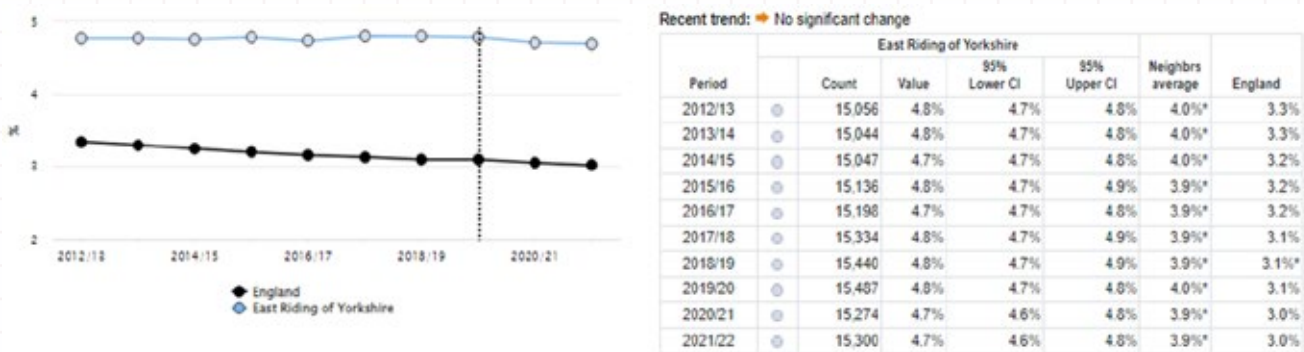 5
4
%
3
2
2012/13 2014/15 2016/17 2018/19 2020/21
England
East Riding of Yorkshire
Recent trend: No significant change
East Riding of Yorkshire
Period Count Value 95% Lower CI 95% Upper CI Neighbrs average England
2012/13 15,056 4.8% 4.7% 4.8% 4.0%* 3.3%
2013/14 15,044 4.8% 4.7% 4.8% 4.0%* 3.3%
2014/15 15,047 4.7% 4.7% 4.8% 4.0%* 3.2%
2015/16 15,136 4.8% 4.7% 4.9% 3.9%* 3.2%
2016/17 15,198 4.7% 4.7% 4.8% 3.9%* 3.2%
2017/18 15,334 4.8% 4.7% 4.9% 3.9%* 3.1%
2018/19 15,440 4.8% 4.7% 4.9% 3.9%* 3.1%*
2019/20 15,487 4.8% 4.7% 4.8% 4.0%* 3.1%
2020/21 15,274 4.7% 4.6% 4.8% 3.9%* 3.0%
2021/22 15,300 4.7% 4.6% 4.8% 3.9%* 3.0%